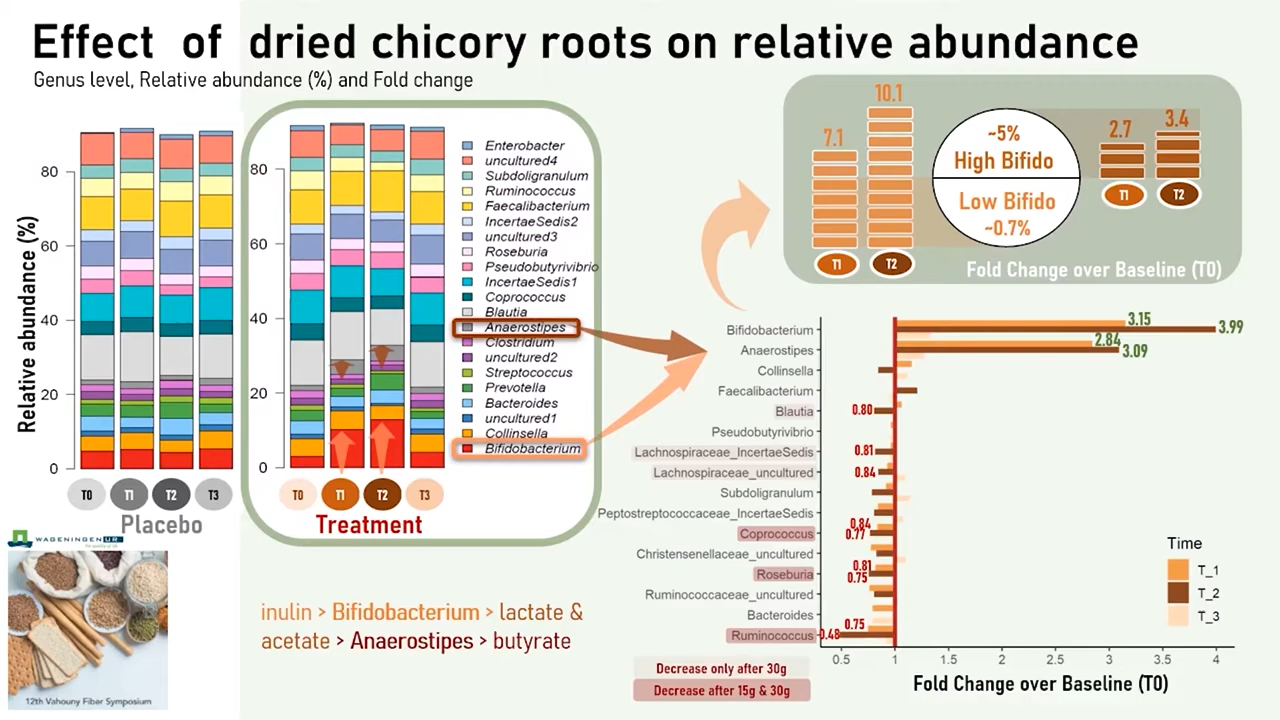 Effect of dried chicory roots on relative abundance
Genus level, Relative abundance (%) and Fold change
Relative abundance (%)
80
60
40
20
0
T0 T1 T2 T3
Placebo
80
60
40
20
0
T0 T1 T2 T3
Treatment
Enterobacter
uncultured4
Subdoligranulum
Ruminococcus
Faecalibacterium
IncertaeSedis2
uncultured3
Roseburia
Pseudobutyrivibrio
IncertaeSedis1
Coprococcus
Blautia
Anaerostipes
Clostridium
uncultured2
Streptococcus
Prevotella
Bacteroides
uncultured1
Collinsella
Bifidobacterium
7.1
10.1
T1 T2
~5%
High Bifido
Low Bifido
~0.7%
2.7
3.4
T1 T2
Fold Change over Baseline (T0)
Bifidobacterium 3.15
3.99
Anaerostipes 2.84
3.09
Collinsella
Faecalibacterium
Blautia 0.80
Pseudobutyrivibrio
Lachnospiraceae_IncertaeSedis 0.81
Lachnospiraceae_uncultured 0.84
Subdoligranulum
Peptostreptococcaceae_IncertaeSedis
Coprococcus 0.84
0.77
Christensenellaceae_uncultured
Roseburia 0.81
0.75
Ruminococcaceae_uncultured
Bacteroides
Ruminococcus 0.75
0.48
0.5 1 1.5 2 2.5 3 3.5 4
Fold Change over Baseline (T0)
Time
T_1
T_2
T_3
Decrease only after 30g
Decrease after 15g & 30g
inulin > Bifidobacterium > lactate &
acetate > Anaerostipes > butyrate
WAGENINGEN UR
12th Vahouny Fiber Symposium